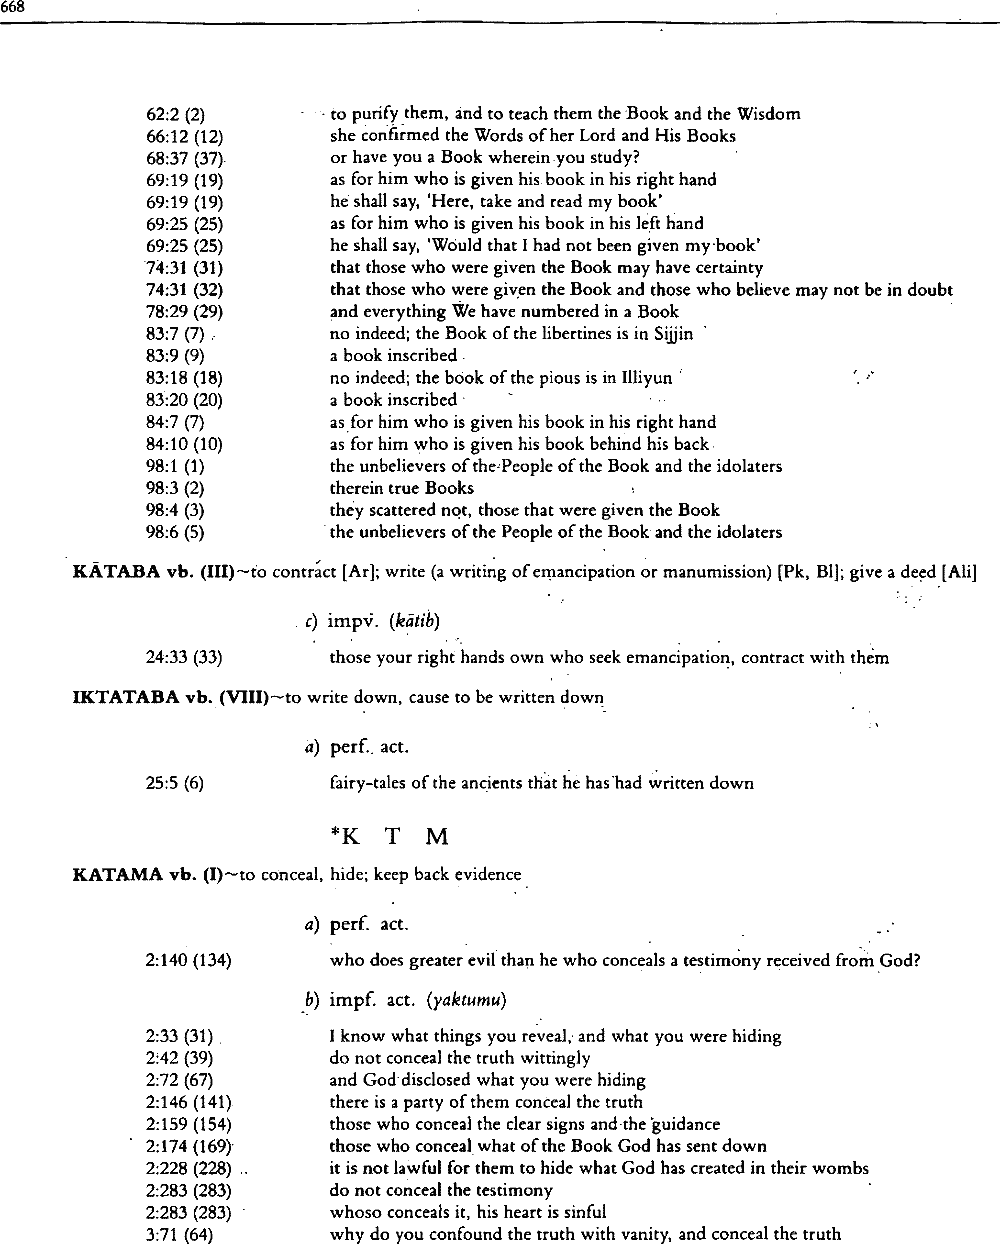 668
62:2 (2) to purify them, and to teach them the Book and the Wisdom
66:12 (12) she confirmed the Words of her Lord and His Books
68:37 (37) or have you a Book wherein you study?
69:19 (19) as for him who is given his book in his right hand
69:19 (19) he shall say, 'Here, take and read my book'
69:25 (25) as for him who is given his book in his left hand
69:25 (25) he shall say, 'Would that I had not been given my book'
74:31 (31) that those who were given the Book may have certainty
74:31 (32) that those who were given the Book and those who believe may not be in doubt
78:29 (29) and everything We have numbered in a Book
83:7 (7) no indeed; the Book of the libertines is in Sijjin
83:9 (9) a book inscribed
83:18 (18) no indeed; the book of the pious is in Illiyun
83:20 (20) a book inscribed
84:7 (7) as for him who is given his book in his right hand
84:10 (10) as for him who is given his book behind his back
98:1 (1) the unbelievers of the People of the Book and the idolaters
98:3 (2) therein true Books
98:4 (3) they scattered not, those that were given the Book
98:6 (5) the unbelievers of the People of the Book and the idolaters
KĀTABA vb. (III)~to contract [Ar]; write (a writing of emancipation or manumission) [Pk, Bl]; give a deed [Ali]
c) impv. (kātib)
24:33 (33) those your right hands own who seek emancipation, contract with them
IKTATABA vb. (VIII)~to write down, cause to be written down
a) perf. act.
25:5 (6) fairy-tales of the ancients that he has had written down
*K T M
KATAMA vb. (I)~to conceal, hide; keep back evidence
a) perf. act.
2:140 (134) who does greater evil than he who conceals a testimony received from God?
b) impf. act. (yaktumu)
2:33 (31) I know what things you reveal, and what you were hiding
2:42 (39) do not conceal the truth wittingly
2:72 (67) and God disclosed what you were hiding
2:146 (141) there is a party of them conceal the truth
2:159 (154) those who conceal the clear signs and the guidance
2:174 (169) those who conceal what of the Book God has sent down
2:228 (228) it is not lawful for them to hide what God has created in their wombs
2:283 (283) do not conceal the testimony
2:283 (283) whoso conceals it, his heart is sinful
3:71 (64) why do you confound the truth with vanity, and conceal the truth